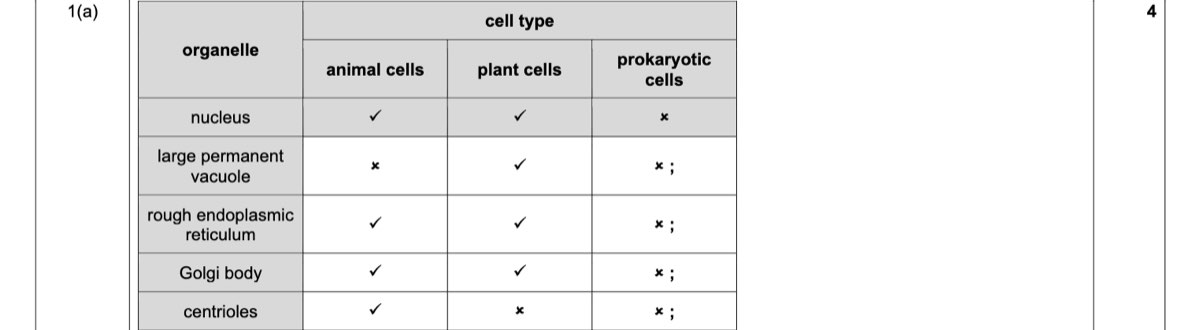 1(a)
4
cell type
organelle
animal cells
plant cells
prokaryotic
cells
nucleus ✓ ✓ ×
large permanent
vacuole
× ✓ × ;
rough endoplasmic
reticulum
✓ ✓ × ;
Golgi body ✓ ✓ × ;
centrioles ✓ × × ;